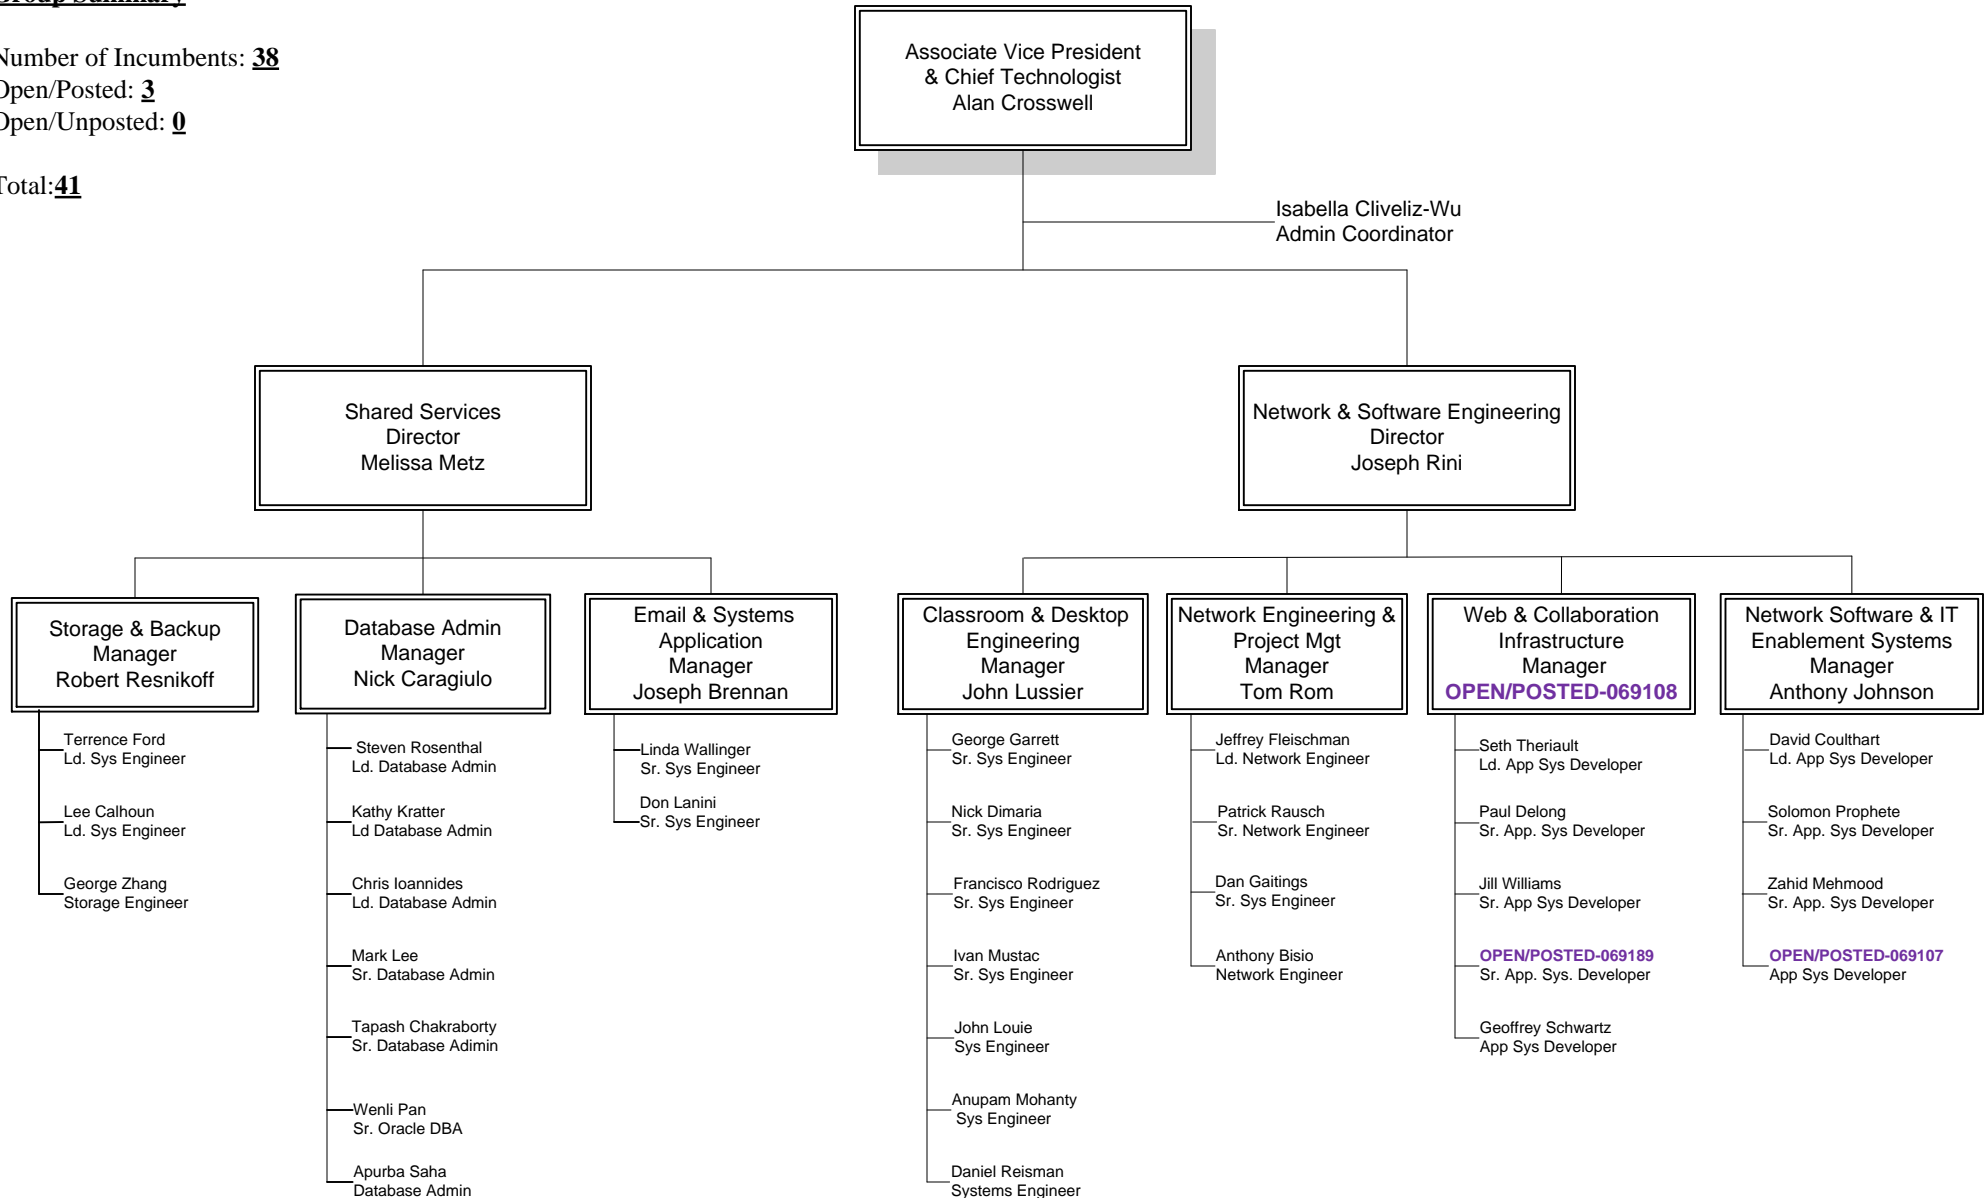 Group Summary
Number of Incumbents: 38
Open/Posted: 3
Open/Unposted: 0
Total:41
Associate Vice President
& Chief Technologist
Alan Crosswell
Isabella Cliveliz-Wu
Admin Coordinator
Shared Services
Director
Melissa Metz
Network & Software Engineering
Director
Joseph Rini
Storage & Backup
Manager
Robert Resnikoff
Terrence Ford
Ld. Sys Engineer
Lee Calhoun
Ld. Sys Engineer
George Zhang
Storage Engineer
Database Admin
Manager
Nick Caragiulo
Steven Rosenthal
Ld. Database Admin
Kathy Kratter
Ld Database Admin
Chris Ioannides
Ld. Database Admin
Mark Lee
Sr. Database Admin
Tapash Chakraborty
Sr. Database Adimin
Wenli Pan
Sr. Oracle DBA
Apurba Saha
Database Admin
Email & Systems
Application
Manager
Joseph Brennan
Linda Wallinger
Sr. Sys Engineer
Don Lanini
Sr. Sys Engineer
Classroom & Desktop
Engineering
Manager
John Lussier
George Garrett
Sr. Sys Engineer
Nick Dimaria
Sr. Sys Engineer
Francisco Rodriguez
Sr. Sys Engineer
Ivan Mustac
Sr. Sys Engineer
John Louie
Sys Engineer
Anupam Mohanty
Sys Engineer
Daniel Reisman
Systems Engineer
Network Engineering &
Project Mgt
Manager
Tom Rom
Jeffrey Fleischman
Ld. Network Engineer
Patrick Rausch
Sr. Network Engineer
Dan Gaitings
Sr. Sys Engineer
Anthony Bisio
Network Engineer
Web & Collaboration
Infrastructure
Manager
OPEN/POSTED-069108
Seth Theriault
Ld. App Sys Developer
Paul Delong
Sr. App. Sys Developer
Jill Williams
Sr. App Sys Developer
OPEN/POSTED-069189
Sr. App. Sys. Developer
Geoffrey Schwartz
App Sys Developer
Network Software & IT
Enablement Systems
Manager
Anthony Johnson
David Coulthart
Ld. App Sys Developer
Solomon Prophete
Sr. App. Sys Developer
Zahid Mehmood
Sr. App. Sys Developer
OPEN/POSTED-069107
App Sys Developer